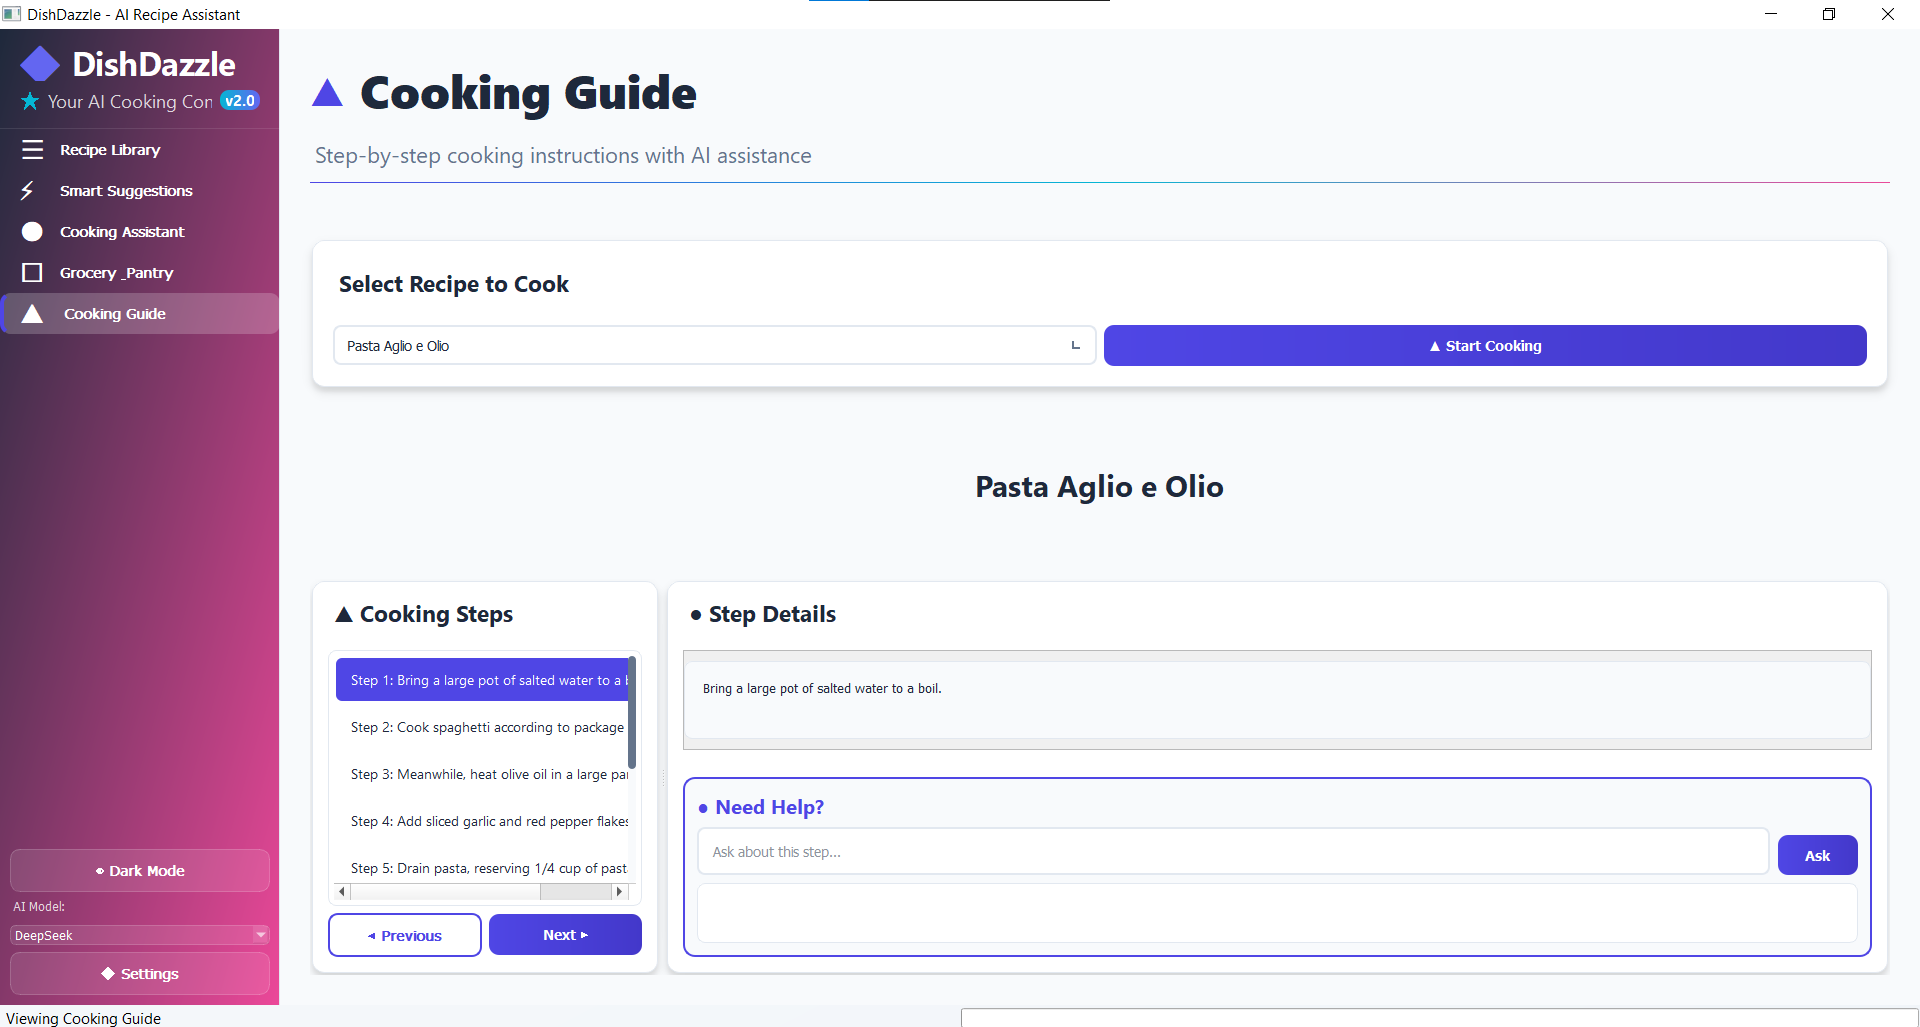 DishDazzle - AI Recipe Assistant
DishDazzle
Your AI Cooking Con v2.0
Recipe Library
Smart Suggestions
Cooking Assistant
Grocery _Pantry
Cooking Guide
Dark Mode
AI Model:
DeepSeek
Settings
Cooking Guide
Step-by-step cooking instructions with AI assistance
Select Recipe to Cook
Pasta Aglio e Olio
Start Cooking
Pasta Aglio e Olio
Cooking Steps
Step 1: Bring a large pot of salted water to a b
Step 2: Cook spaghetti according to package
Step 3: Meanwhile, heat olive oil in a large pan
Step 4: Add sliced garlic and red pepper flakes
Step 5: Drain pasta, reserving 1/4 cup of past
Previous
Next
Step Details
Bring a large pot of salted water to a boil.
Need Help?
Ask about this step...
Ask
Viewing Cooking Guide